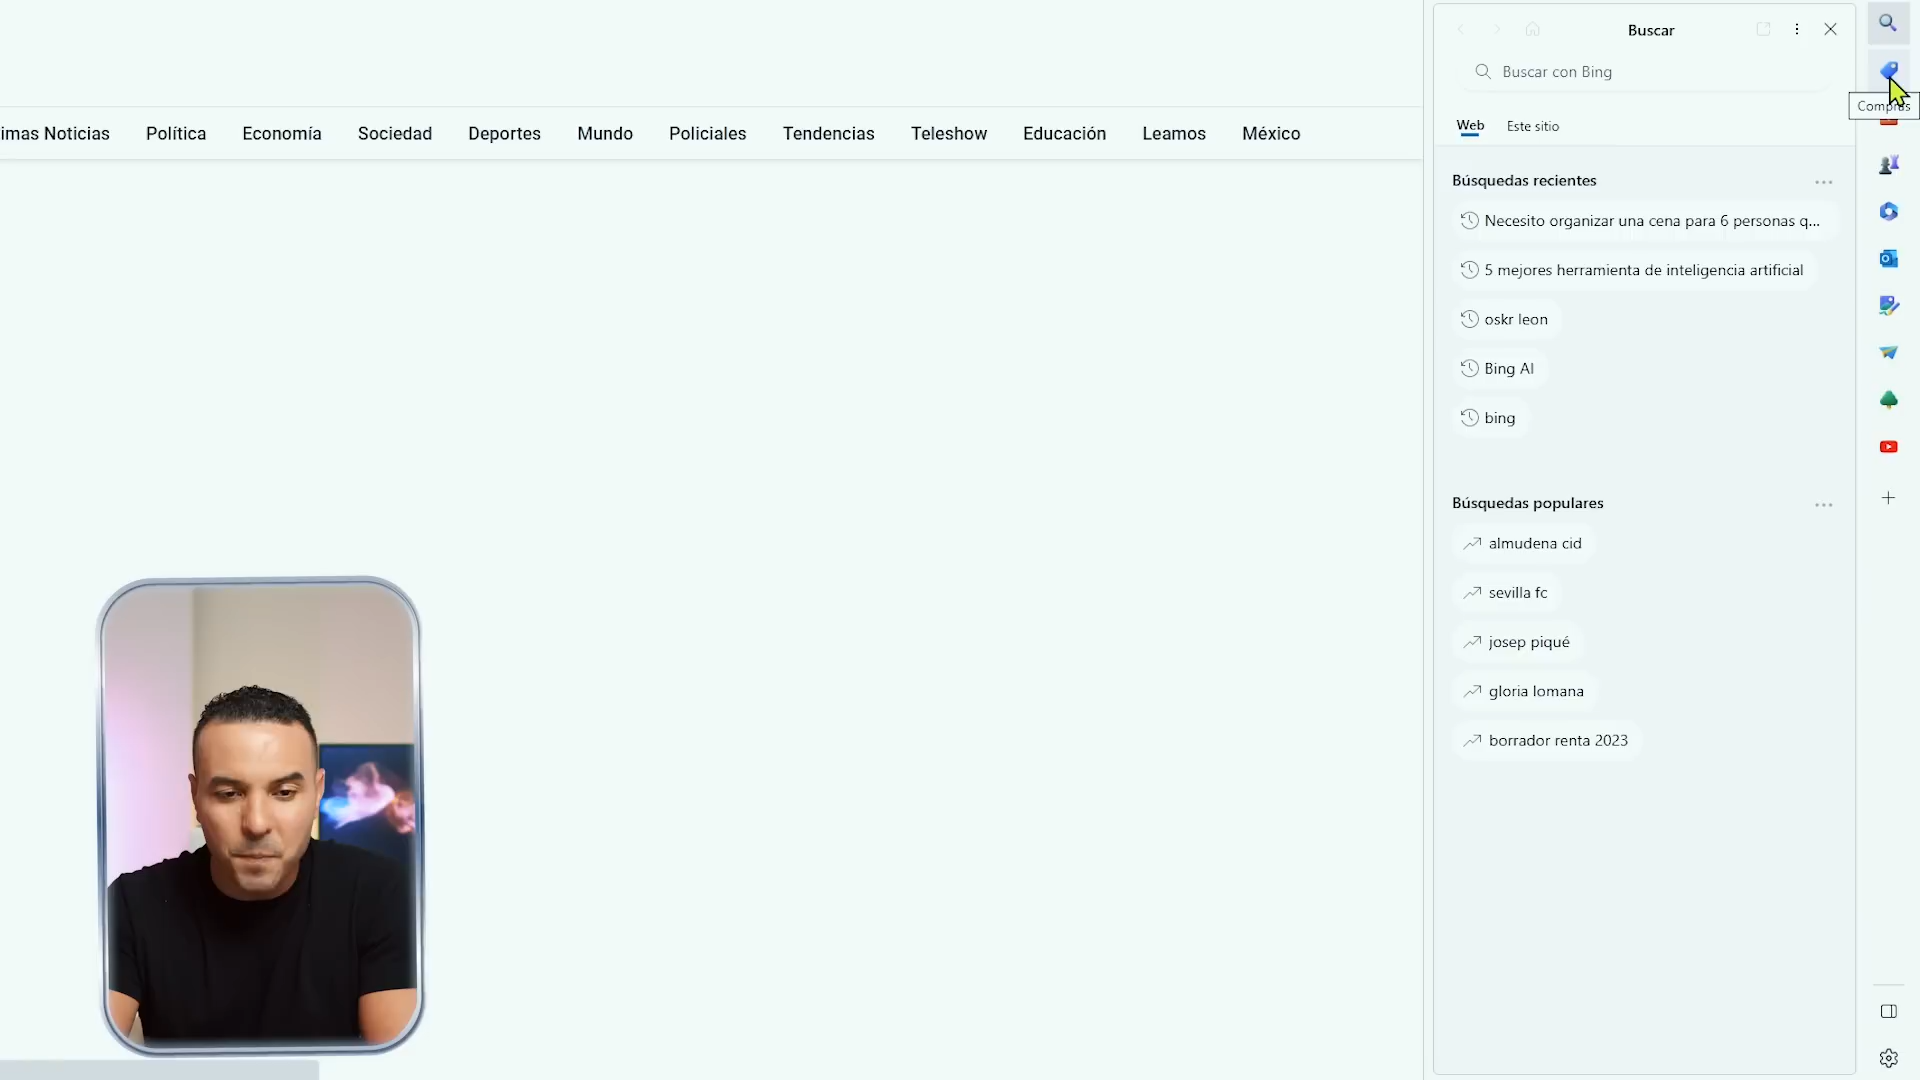 imas Noticias Política Economía Sociedad Deportes Mundo Policiales Tendencias Teleshow Educación Leamos México
Buscar
Buscar con Bing
Compras
Web Este sitio
Búsquedas recientes
Necesito organizar una cena para 6 personas q...
5 mejores herramienta de inteligencia artificial
oskr leon
Bing AI
bing
Búsquedas populares
almudena cid
sevilla fc
josep piqué
gloria lomana
borrador renta 2023